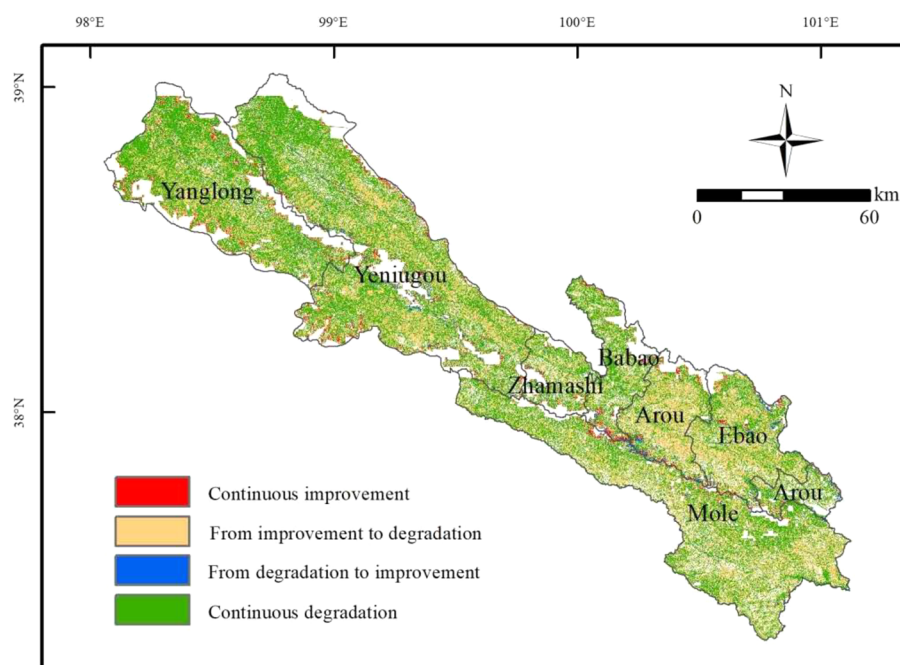 98°E 99°E 100°E 101°E
39°N
N
km
0 60
Yanglong
Yeniugou
Babao
Zhamashi
Arou
Ebao
38°N
Arou
Mole
Continuous improvement
From improvement to degradation
From degradation to improvement
Continuous degradation